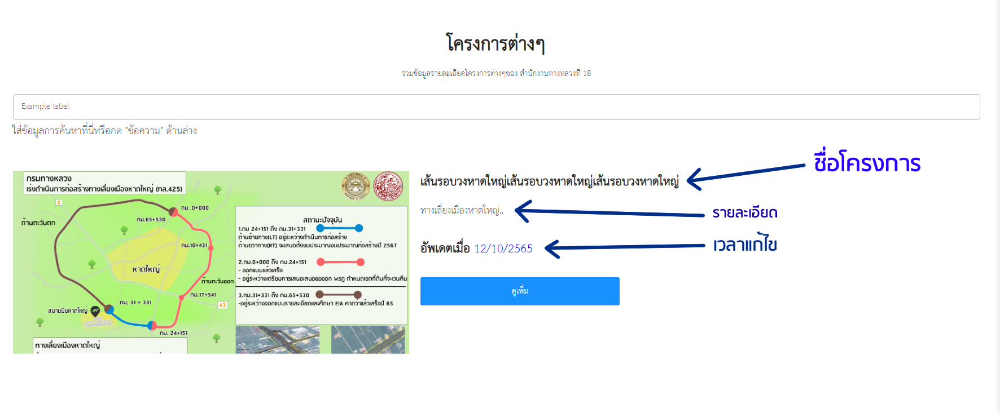 โครงการต่างๆ
รวมข้อมูลรายละเอียดโครงการต่างๆของ สำนักงานทางหลวงที่ 18
Example label
ใส่ข้อมูลการค้นหาที่นี่หรือกด "ข้อความ" ด้านล่าง
กรมทางหลวง
เร่งดำเนินการก่อสร้างทางเลี่ยงเมืองหาดใหญ่ (ทล.425)
4
กม. 0+000
กม.65+530
ด้านตะวันตก
กม.10+431
หาดใหญ่
ด้านตะวันออก
กม.17+541
กม, 31 + 331
43
สนามบินหาดใหญ่
กม. 24+151
ทางเลี่ยงเมืองหาดใหญ่
สถานะปัจจุบัน
1.กม 24+151 ถึง กม.31+331
ด้านซ้ายทาง(LT) อยู่ระหว่างดำเนินการก่อสร้าง
ด้านขวาทาง(RT) จะเสนอตั้งงบประมาณงบประมาณก่อสร้างปี 2567
2.กม.0+000 ถึง กม.24+151
- ออกแบบแล้วเสร็จ
- อยู่ระหว่างเตรียมการเสนอเสนอขอออก พรฎ กำหนดเขตที่ดินที่จะเวนคืน
3.กม.31+331 ถึง กม.65+530
-อยู่ระหว่างออกแบบรายละเอียดและศึกษา EIA คาดว่าแล้วเสร็จปี 65
เส้นรอบวงหาดใหญ่เส้นรอบวงหาดใหญ่เส้นรอบวงหาดใหญ่
ชื่อโครงการ
ทางเลี่ยงเมืองหาดใหญ่..
รายละเอียด
อัพเดตเมื่อ 12/10/2565
เวลาแก้ไข
ดูเพิ่ม